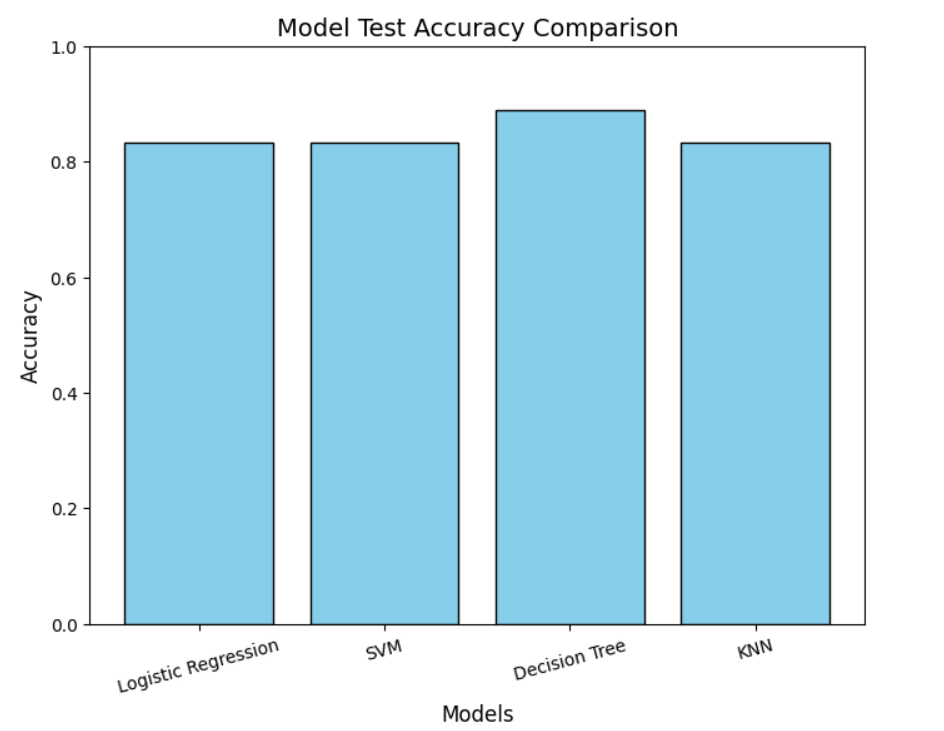 Model Test Accuracy Comparison
1.0
0.8
0.6
0.4
0.2
0.0
Accuracy
Logistic Regression
SVM
Decision Tree
KNN
Models